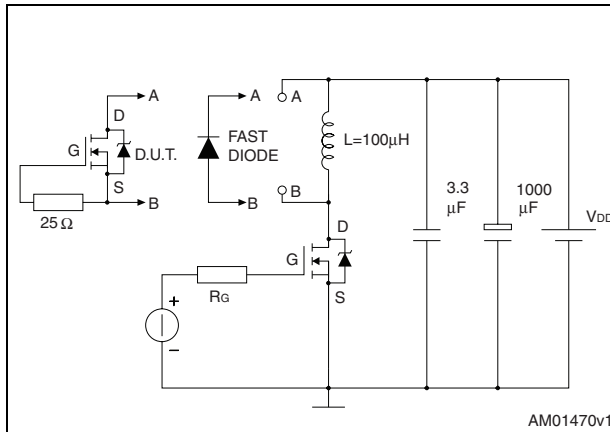 A
D
G
D.U.T.
S
B
25 Ω
A
FAST
DIODE
B
A
L=100μH
B
D
G
S
RG
+
-
3.3
μF
1000
μF
VDD
AM01470v1